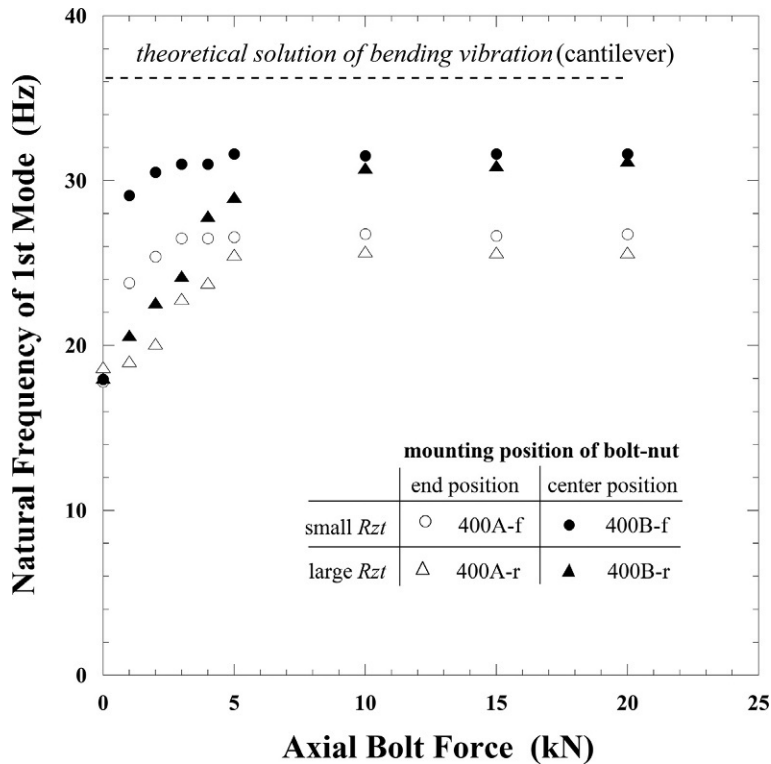 theoretical solution of bending vibration (cantilever)
40
30
20
10
0
Natural Frequency of 1st Mode (Hz)
mounting position of bolt-nut
end position center position
small Rzt ○ 400A-f ● 400B-f
large Rzt △ 400A-r ▲ 400B-r
0 5 10 15 20 25
Axial Bolt Force (kN)